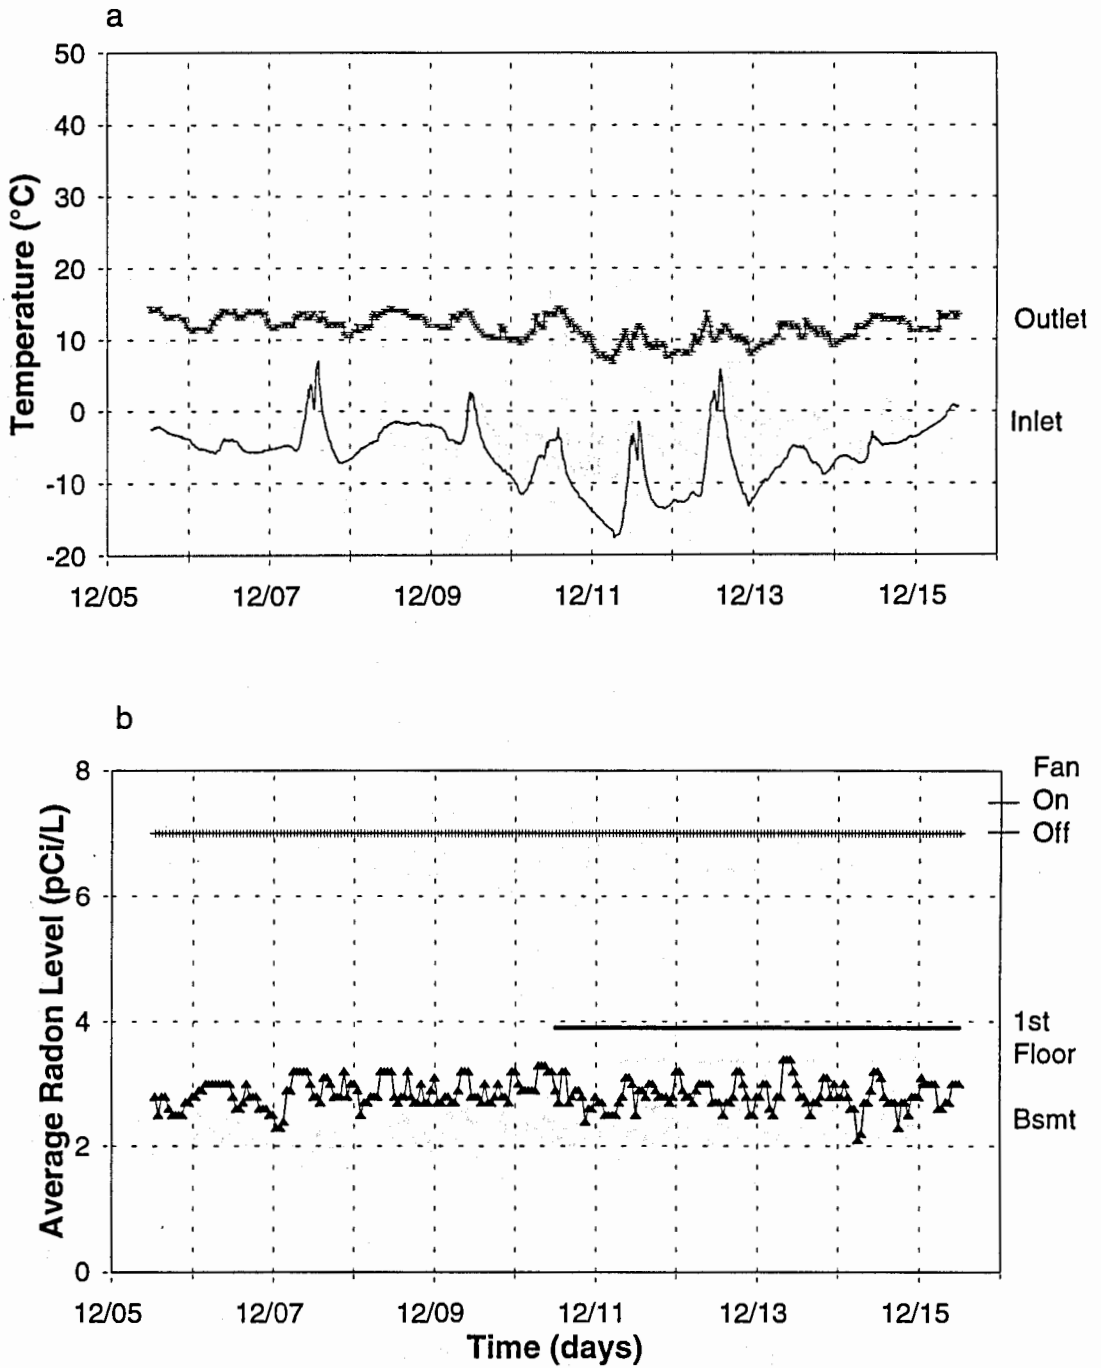 a
50
40
30
20
10
0
-10
-20
Temperature (°C)
Outlet
Inlet
12/05 12/07 12/09 12/11 12/13 12/15
b
8
6
4
2
0
Average Radon Level (pCi/L)
Fan
On
Off
1st
Floor
Bsmt
12/05 12/07 12/09 12/11 12/13 12/15
Time (days)